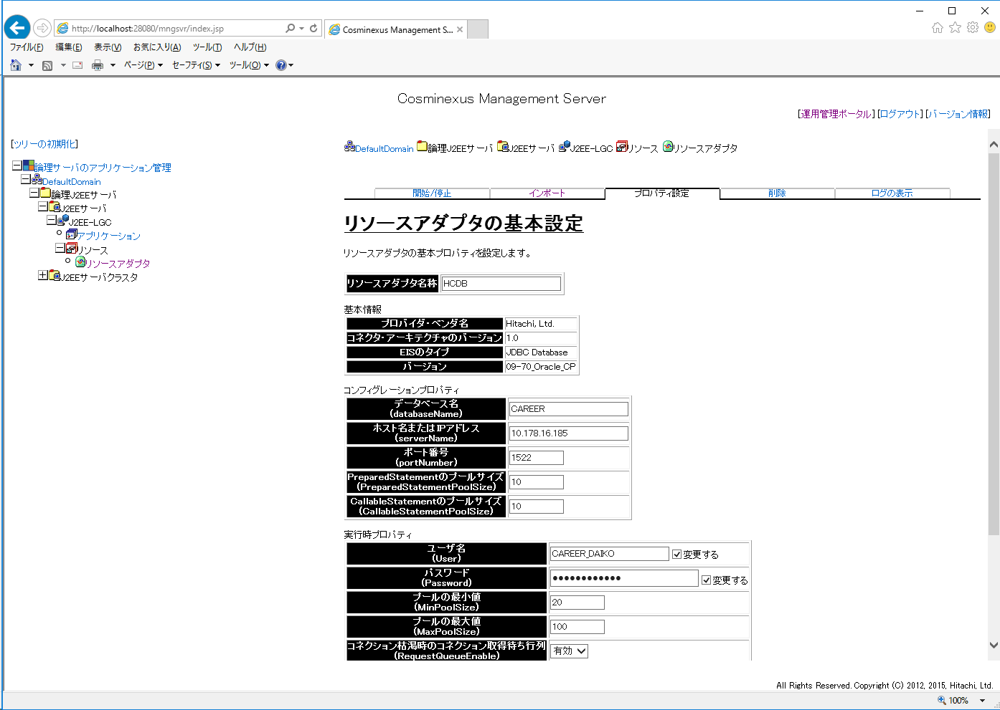 http://localhost:28080/mngsvr/index.jsp
Cosminexus Management S...
ファイル(F) 編集(E) 表示(V) お気に入り(A) ツール(T) ヘルプ(H)
ページ(P) セーフティ(S) ツール(O)
Cosminexus Management Server
[運用管理ポータル] [ログアウト] [バージョン情報]
[ツリーの初期化]
論理サーバのアプリケーション管理
DefaultDomain
論理J2EEサーバ
J2EEサーバ
J2EE-LGC
アプリケーション
リソース
リソースアダプタ
J2EEサーバクラスタ
DefaultDomain 論理J2EEサーバ J2EEサーバ J2EE-LGC リソース リソースアダプタ
開始/停止 インポート プロパティ設定 削除 ログの表示
リソースアダプタの基本設定
リソースアダプタの基本プロパティを設定します。
リソースアダプタ名称 HCDB
基本情報
プロバイダ・ベンダ名 Hitachi, Ltd.
コネクタ・アーキテクチャのバージョン 1.0
EISのタイプ JDBC Database
バージョン 09-70_Oracle_CP
コンフィグレーションプロパティ
データベース名
(databaseName) CAREER
ホスト名またはIPアドレス
(serverName) 10.178.16.185
ポート番号
(portNumber) 1522
PreparedStatementのプールサイズ
(PreparedStatementPoolSize) 10
CallableStatementのプールサイズ
(CallableStatementPoolSize) 10
実行時プロパティ
ユーザ名
(User) CAREER_DAIKO 変更する
パスワード
(Password) ●●●●●●●●●●●● 変更する
プールの最小値
(MinPoolSize) 20
プールの最大値
(MaxPoolSize) 100
コネクション枯渇時のコネクション取得待ち行列
(RequestQueueEnable) 有効
All Rights Reserved. Copyright (C) 2012, 2015, Hitachi, Ltd.
100%